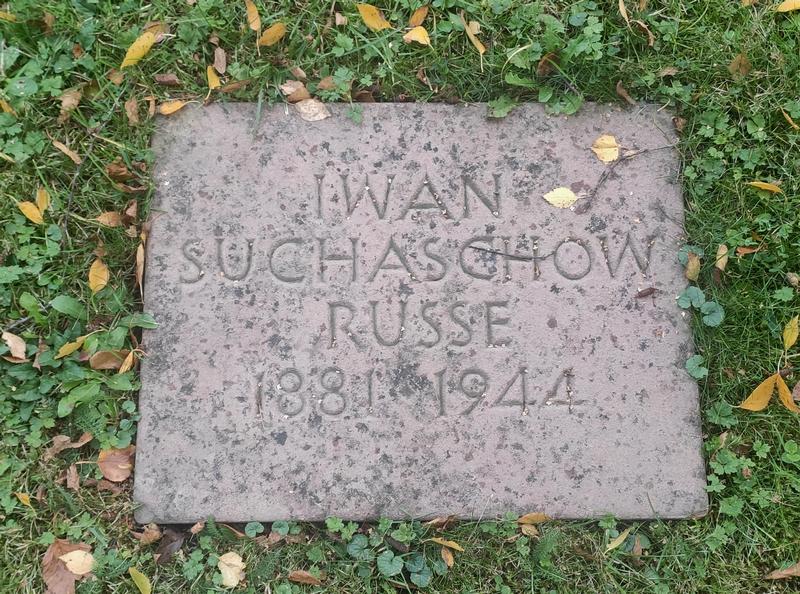 IWAN
SUCHASCHOW
RUSSE
1881 1944